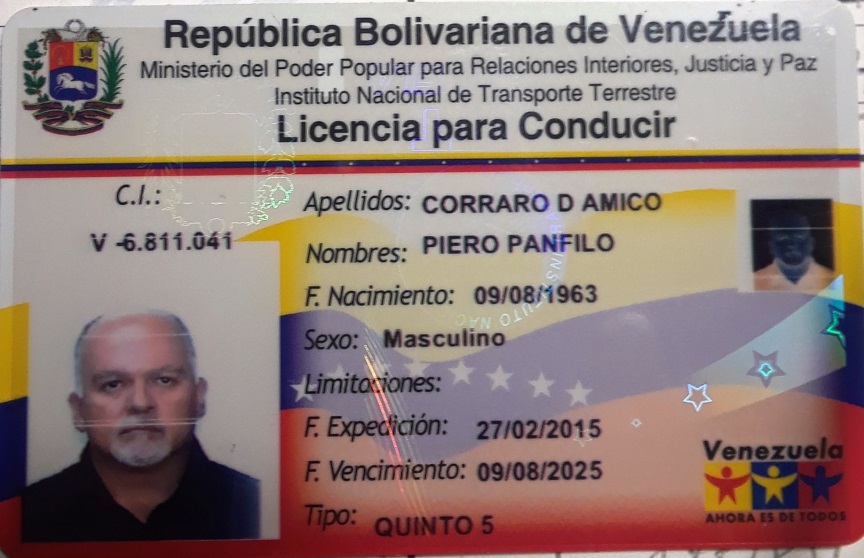 República Bolivariana de Venezuela
Ministerio del Poder Popular para Relaciones Interiores, Justicia y Paz
Instituto Nacional de Transporte Terrestre
Licencia para Conducir
C.I.:
V -6.811.041
Apellidos: CORRARO D AMICO
Nombres: PIERO PANFILO
F. Nacimiento: 09/08/1963
Sexo: Masculino
Limitaciones:
F. Expedición: 27/02/2015
F. Vencimiento: 09/08/2025
Tipo: QUINTO 5
Venezuela
AHORA ES DE TODOS